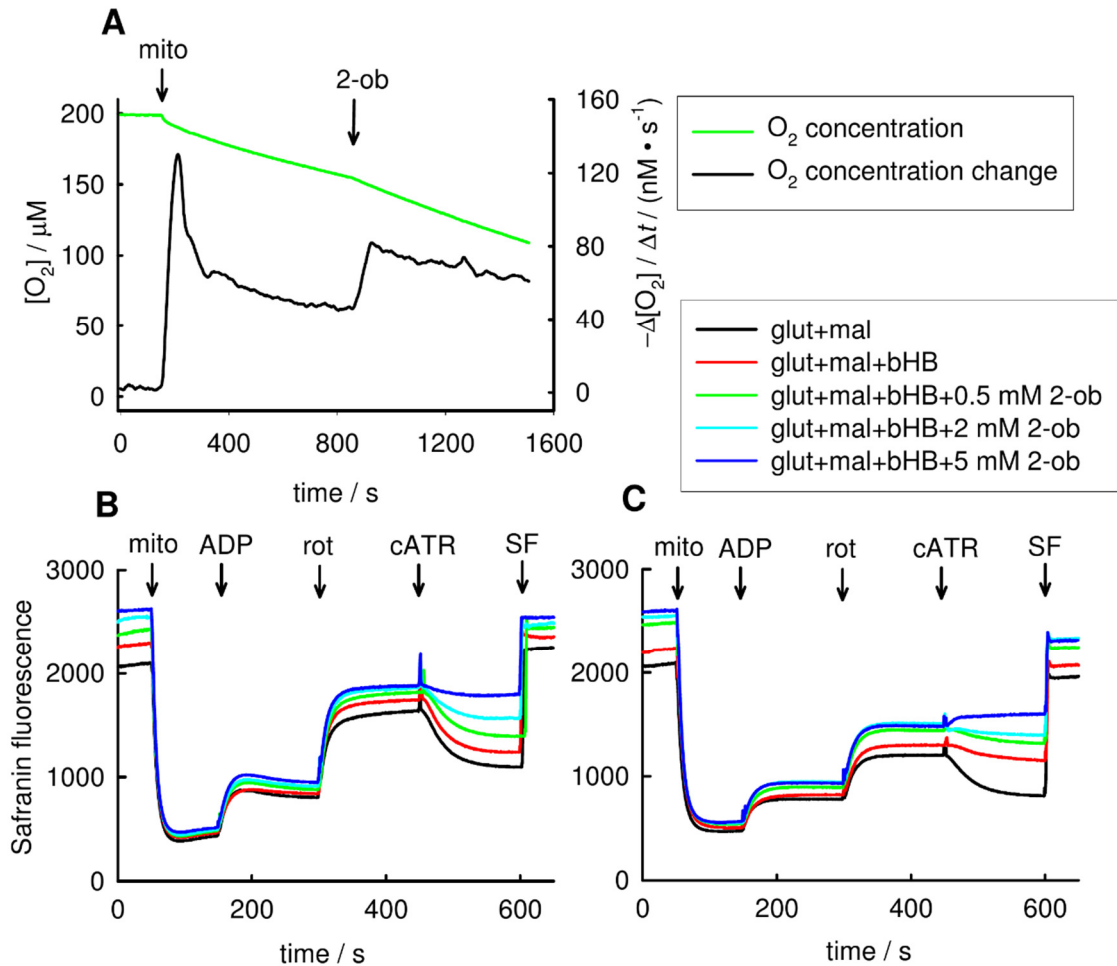 A
mito
2-ob
200
150
100
50
0
[O₂] / μM
160
120
80
40
0
−Δ[O₂] / Δt / (nM • s⁻¹)
0 400 800 1200 1600
time / s
O₂ concentration
O₂ concentration change
glut+mal
glut+mal+bHB
glut+mal+bHB+0.5 mM 2-ob
glut+mal+bHB+2 mM 2-ob
glut+mal+bHB+5 mM 2-ob
B
mito ADP rot cATR SF
3000
2000
1000
0
Safranin fluorescence
0 200 400 600
time / s
C
mito ADP rot cATR SF
3000
2000
1000
0
0 200 400 600
time / s